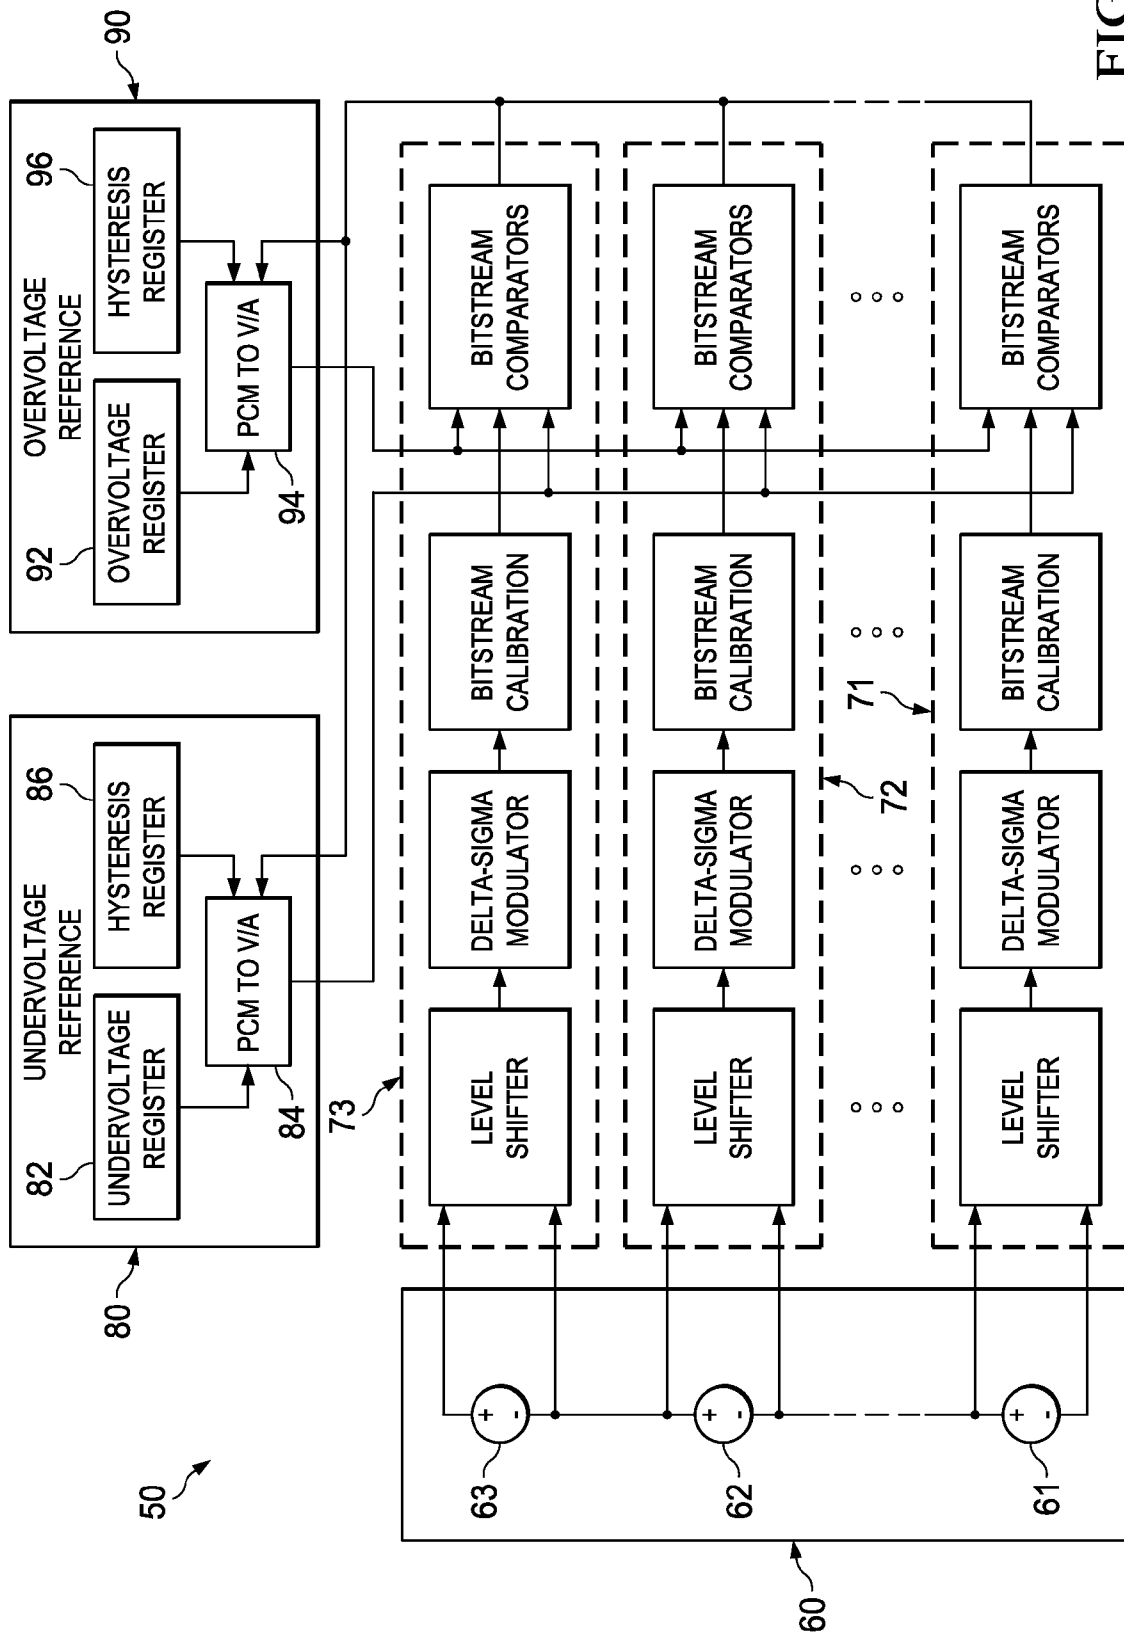 50
80
82
UNDERVOLTAGE
REGISTER
UNDERVOLTAGE
REFERENCE
86
HYSTERESIS
REGISTER
PCM TO V/A
84
90
92
OVERVOLTAGE
REGISTER
OVERVOLTAGE
REFERENCE
96
HYSTERESIS
REGISTER
PCM TO V/A
94
73
63
+
-
LEVEL
SHIFTER
DELTA-SIGMA
MODULATOR
BITSTREAM
CALIBRATION
BITSTREAM
COMPARATORS
62
+
-
LEVEL
SHIFTER
DELTA-SIGMA
MODULATOR
BITSTREAM
CALIBRATION
BITSTREAM
COMPARATORS
72
71
61
+
-
LEVEL
SHIFTER
DELTA-SIGMA
MODULATOR
BITSTREAM
CALIBRATION
BITSTREAM
COMPARATORS
60